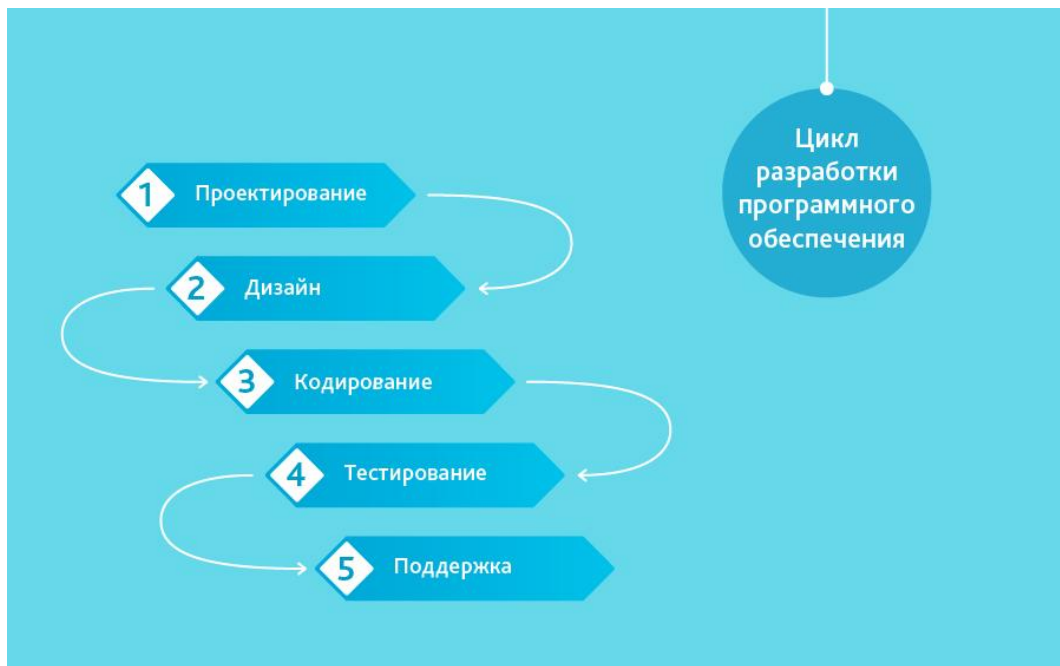 Цикл
разработки
программного
обеспечения
1 Проектирование
2 Дизайн
3 Кодирование
4 Тестирование
5 Поддержка